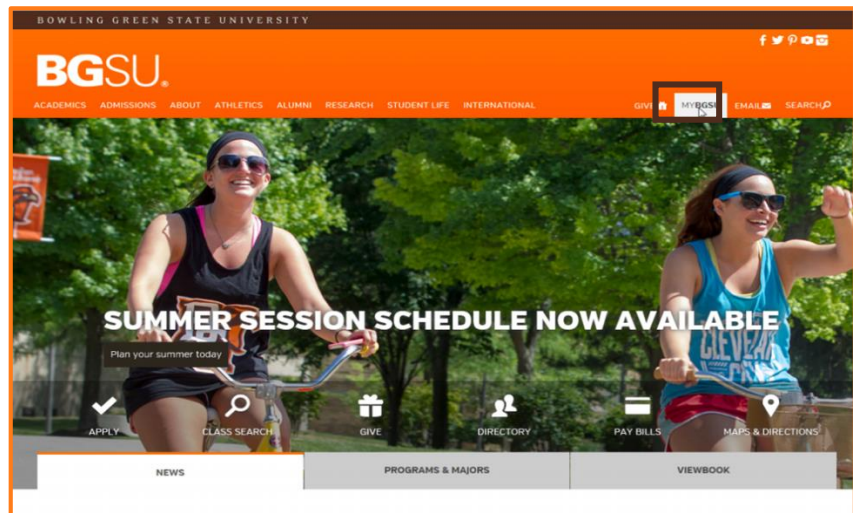 BOWLING GREEN STATE UNIVERSITY
BGSU®
ACADEMICS ADMISSIONS ABOUT ATHLETICS ALUMNI RESEARCH STUDENT LIFE INTERNATIONAL GIVE MYBGSU EMAIL SEARCH
SUMMER SESSION SCHEDULE NOW AVAILABLE
Plan your summer today
APPLY CLASS SEARCH GIVE DIRECTORY PAY BILLS MAPS & DIRECTIONS
NEWS PROGRAMS & MAJORS VIEWBOOK